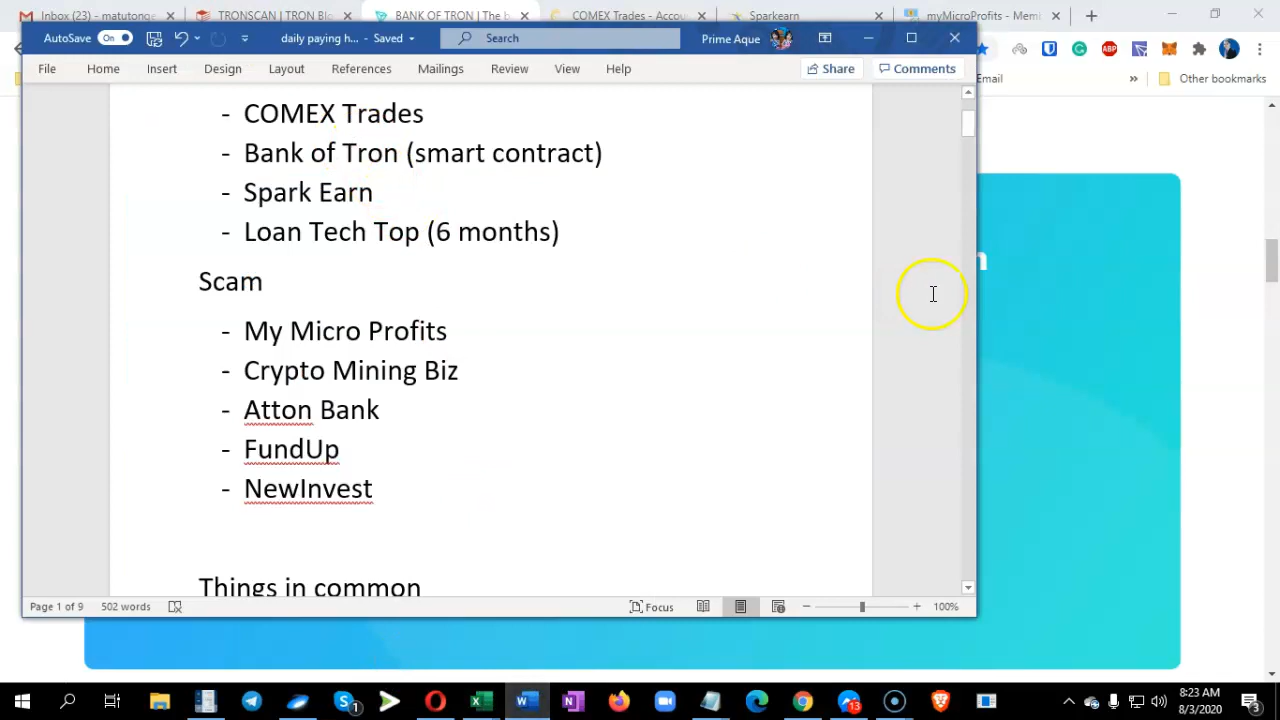 Inbox (23) - matutong
TRONSCAN | TRON Blo
BANK OF TRON | The b
COMEX Trades - Accou
Sparkearn
myMicroProfits - Mem
AutoSave On
daily paying h... - Saved
Search
Prime Aque
File Home Insert Design Layout References Mailings Review View Help
Share Comments
Email
Other bookmarks
- COMEX Trades
- Bank of Tron (smart contract)
- Spark Earn
- Loan Tech Top (6 months)
Scam
- My Micro Profits
- Crypto Mining Biz
- Atton Bank
- FundUp
- NewInvest
Things in common
Page 1 of 9 502 words Focus 100%
8:23 AM
8/3/2020